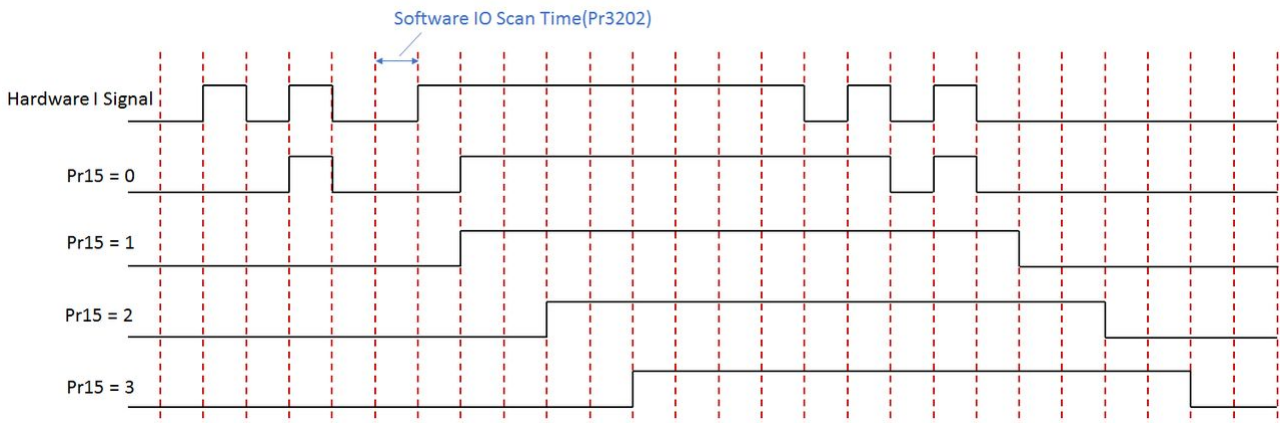 Software IO Scan Time(Pr3202)
Hardware I Signal
Pr15 = 0
Pr15 = 1
Pr15 = 2
Pr15 = 3